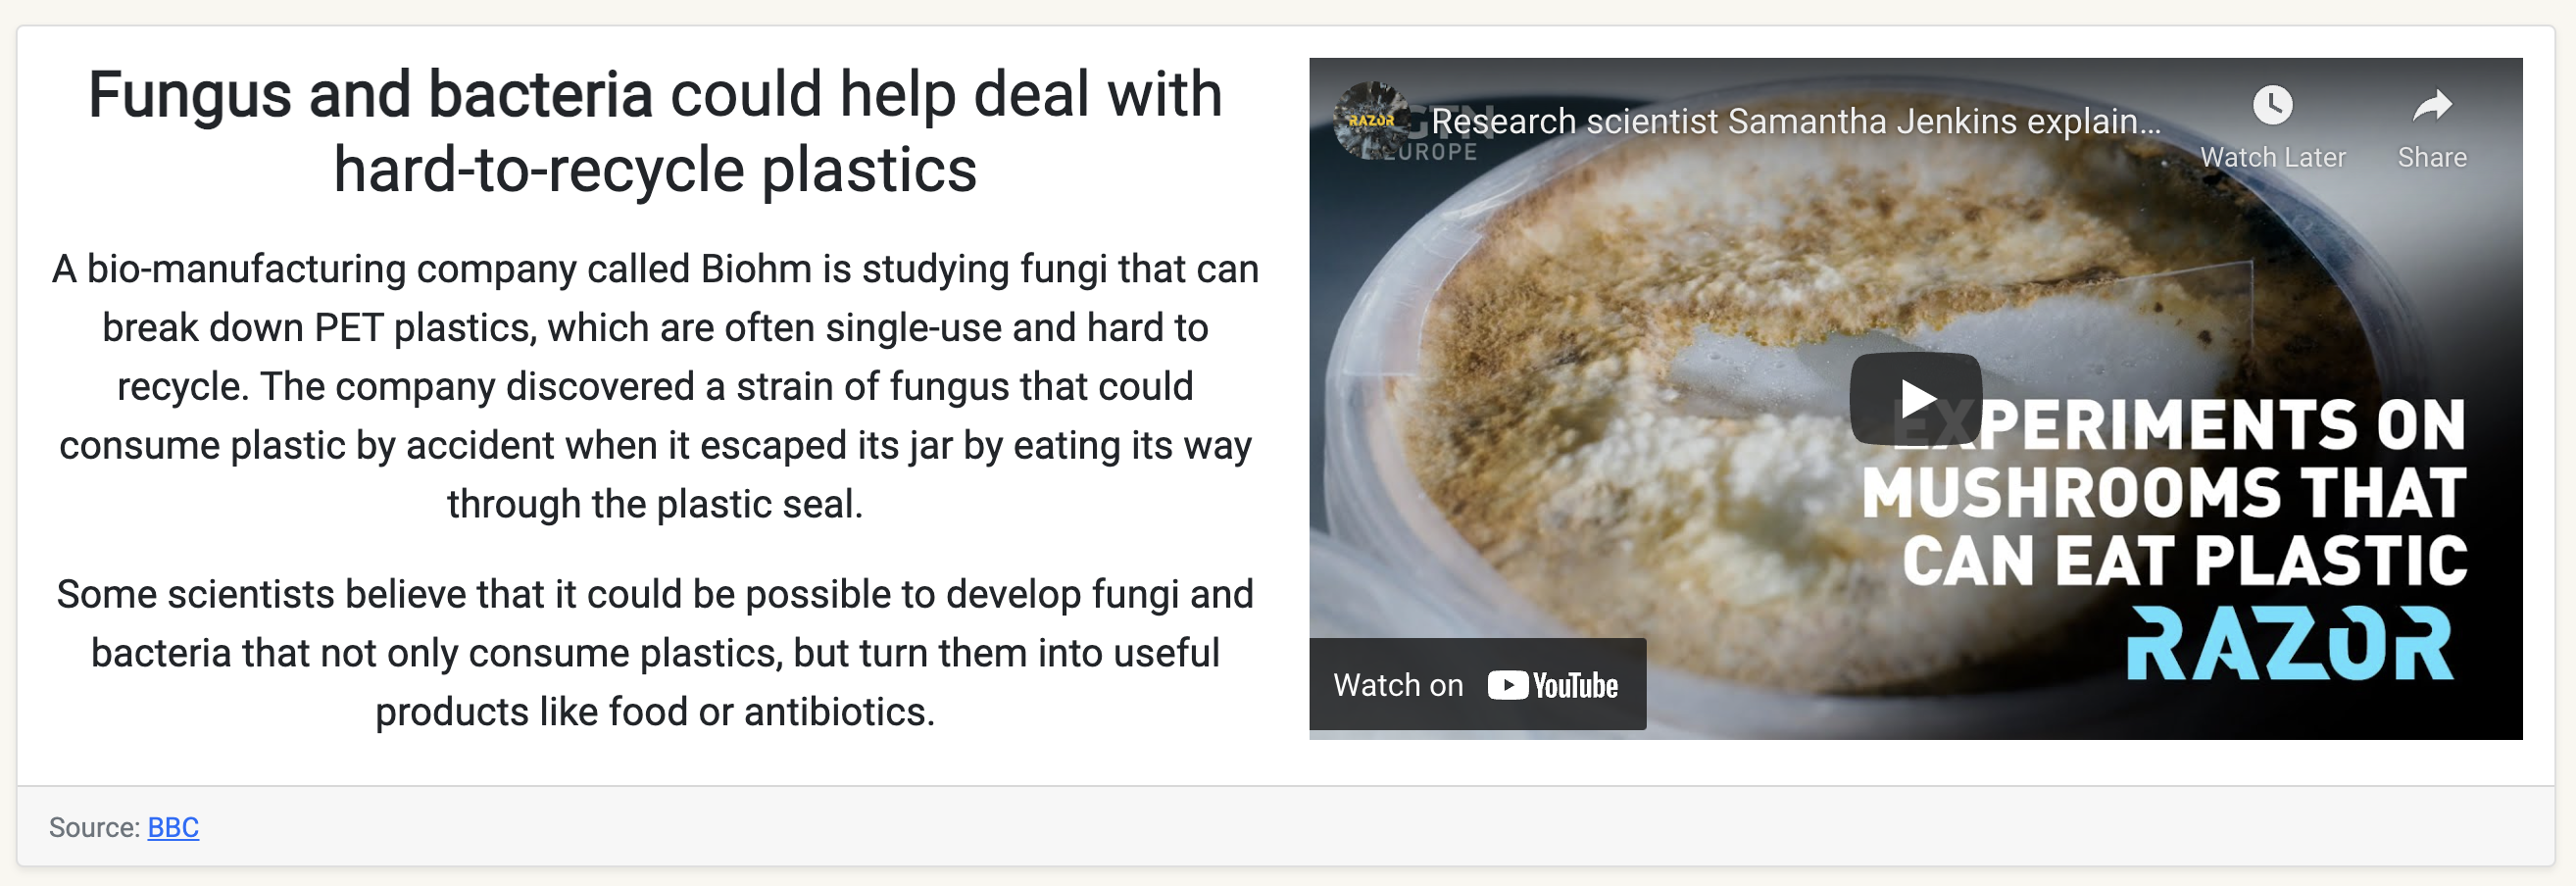 Fungus and bacteria could help deal with
hard-to-recycle plastics
A bio-manufacturing company called Biohm is studying fungi that can
break down PET plastics, which are often single-use and hard to
recycle. The company discovered a strain of fungus that could
consume plastic by accident when it escaped its jar by eating its way
through the plastic seal.
Some scientists believe that it could be possible to develop fungi and
bacteria that not only consume plastics, but turn them into useful
products like food or antibiotics.
RAZOR
Research scientist Samantha Jenkins explain...
EUROPE
Watch Later
Share
EXPERIMENTS ON
MUSHROOMS THAT
CAN EAT PLASTIC
RAZOR
Watch on YouTube
Source: BBC